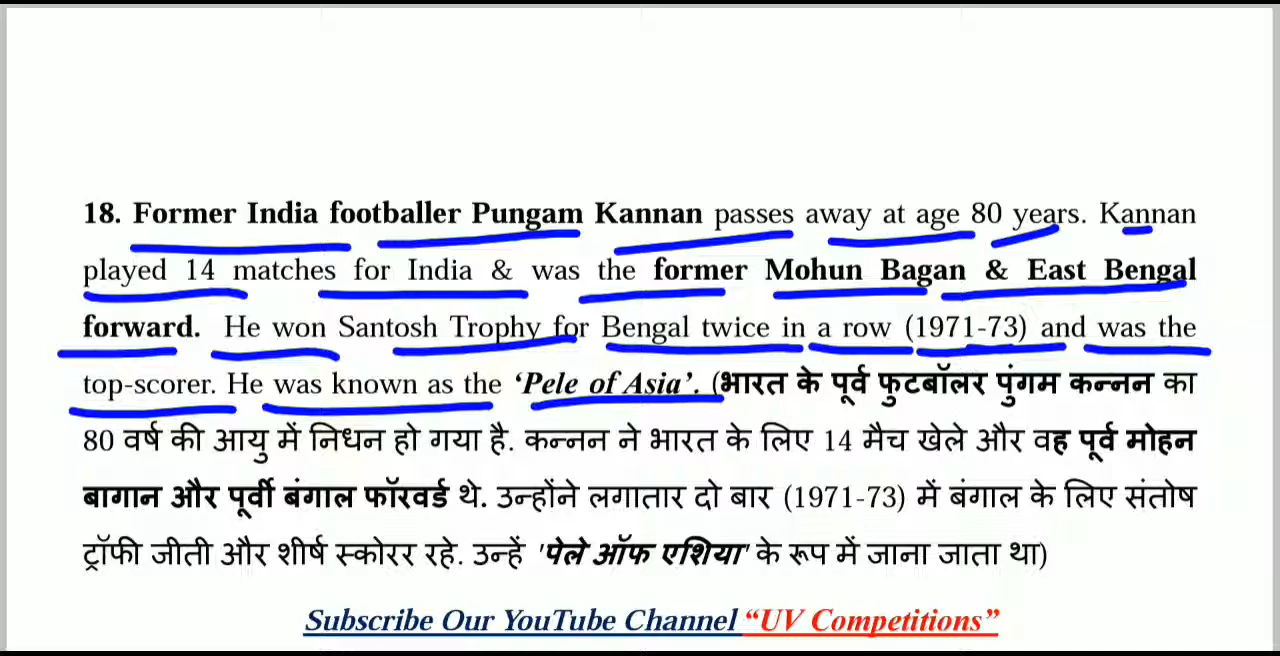 18. Former India footballer Pungam Kannan passes away at age 80 years. Kannan
played 14 matches for India & was the former Mohun Bagan & East Bengal
forward. He won Santosh Trophy for Bengal twice in a row (1971-73) and was the
top-scorer. He was known as the ‘Pele of Asia’. (भारत के पूर्व फुटबॉलर पुंगम कन्नन का
80 वर्ष की आयु में निधन हो गया है. कन्नन ने भारत के लिए 14 मैच खेले और वह पूर्व मोहन
बागान और पूर्वी बंगाल फॉरवर्ड थे. उन्होंने लगातार दो बार (1971-73) में बंगाल के लिए संतोष
ट्रॉफी जीती और शीर्ष स्कोरर रहे. उन्हें 'पेले ऑफ एशिया' के रूप में जाना जाता था)
Subscribe Our YouTube Channel “UV Competitions”